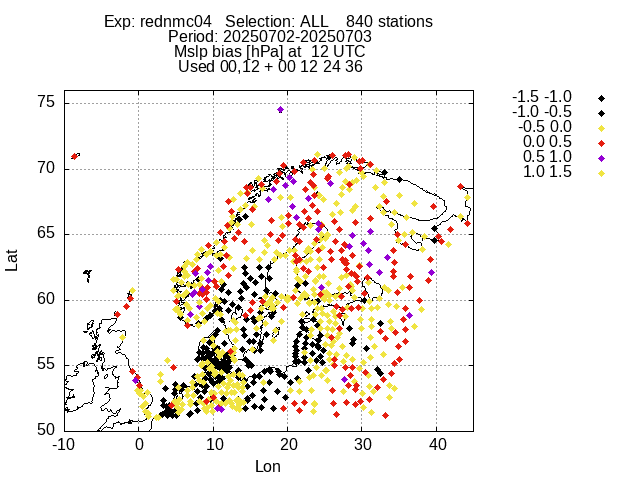 Exp: rednmc04   Selection: ALL    840 stations
Period: 20250702-20250703
Mslp bias [hPa] at  12 UTC
Used 00,12 + 00 12 24 36
-1.5 -1.0
-1.0 -0.5
-0.5 0.0
0.0 0.5
0.5 1.0
1.0 1.5
75
70
65
60
55
50
Lat
-10 0 10 20 30 40
Lon